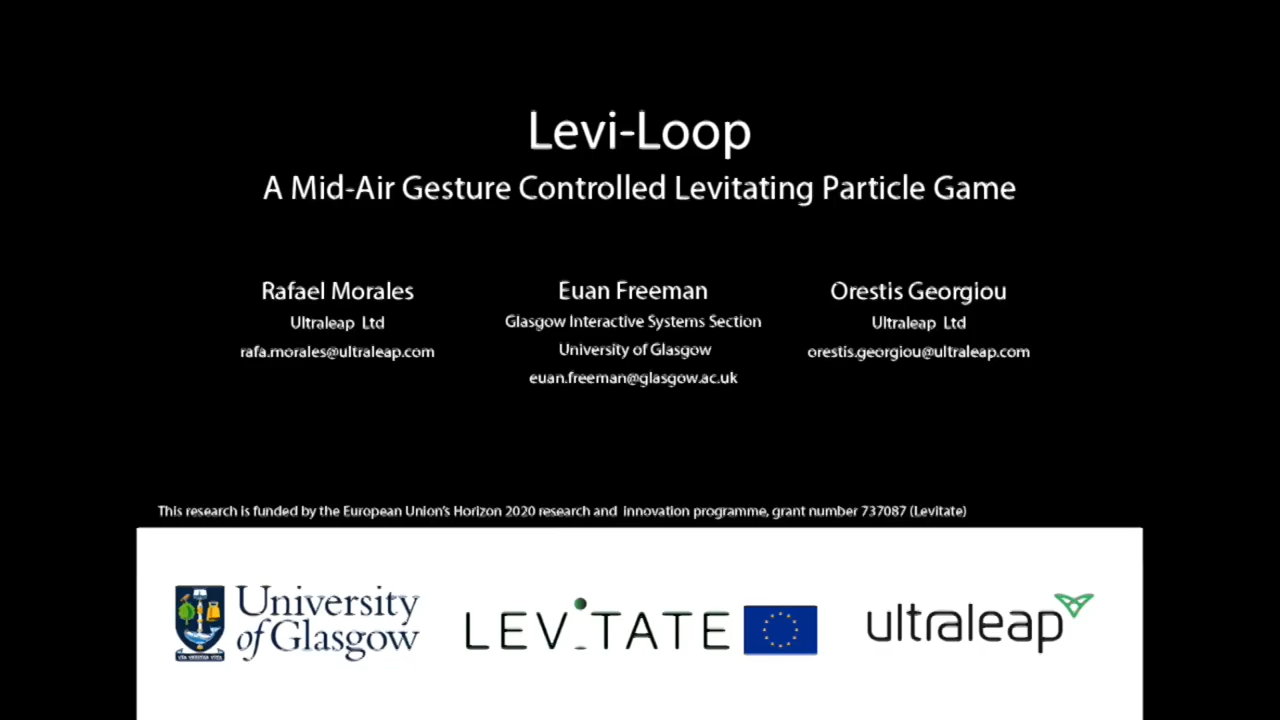 Levi-Loop
A Mid-Air Gesture Controlled Levitating Particle Game
Rafael Morales
Ultraleap Ltd
rafa.morales@ultraleap.com
Euan Freeman
Glasgow Interactive Systems Section
University of Glasgow
euan.freeman@glasgow.ac.uk
Orestis Georgiou
Ultraleap Ltd
orestis.georgiou@ultraleap.com
This research is funded by the European Union's Horizon 2020 research and innovation programme, grant number 737087 (Levitate)
University
of Glasgow
LEVITATE
ultraleap